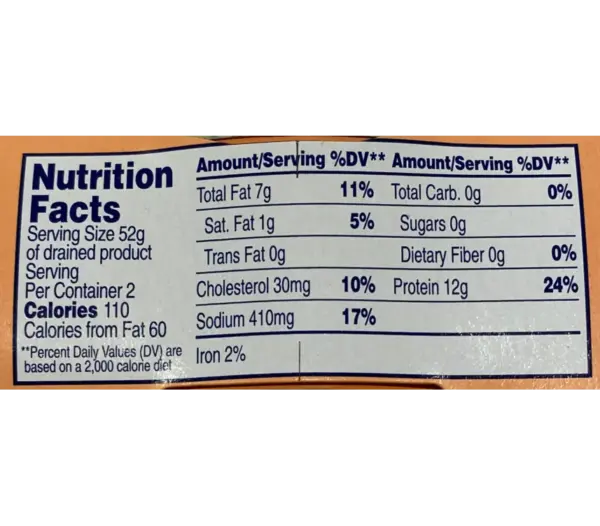 Nutrition
Facts
Serving Size 52g
of drained product
Serving
Per Container 2
Calories 110
Calories from Fat 60
**Percent Daily Values (DV) are
based on a 2,000 calorie diet
Amount/Serving %DV** Amount/Serving %DV**
Total Fat 7g 11% Total Carb. 0g 0%
Sat. Fat 1g 5% Sugars 0g
Trans Fat 0g Dietary Fiber 0g 0%
Cholesterol 30mg 10% Protein 12g 24%
Sodium 410mg 17%
Iron 2%